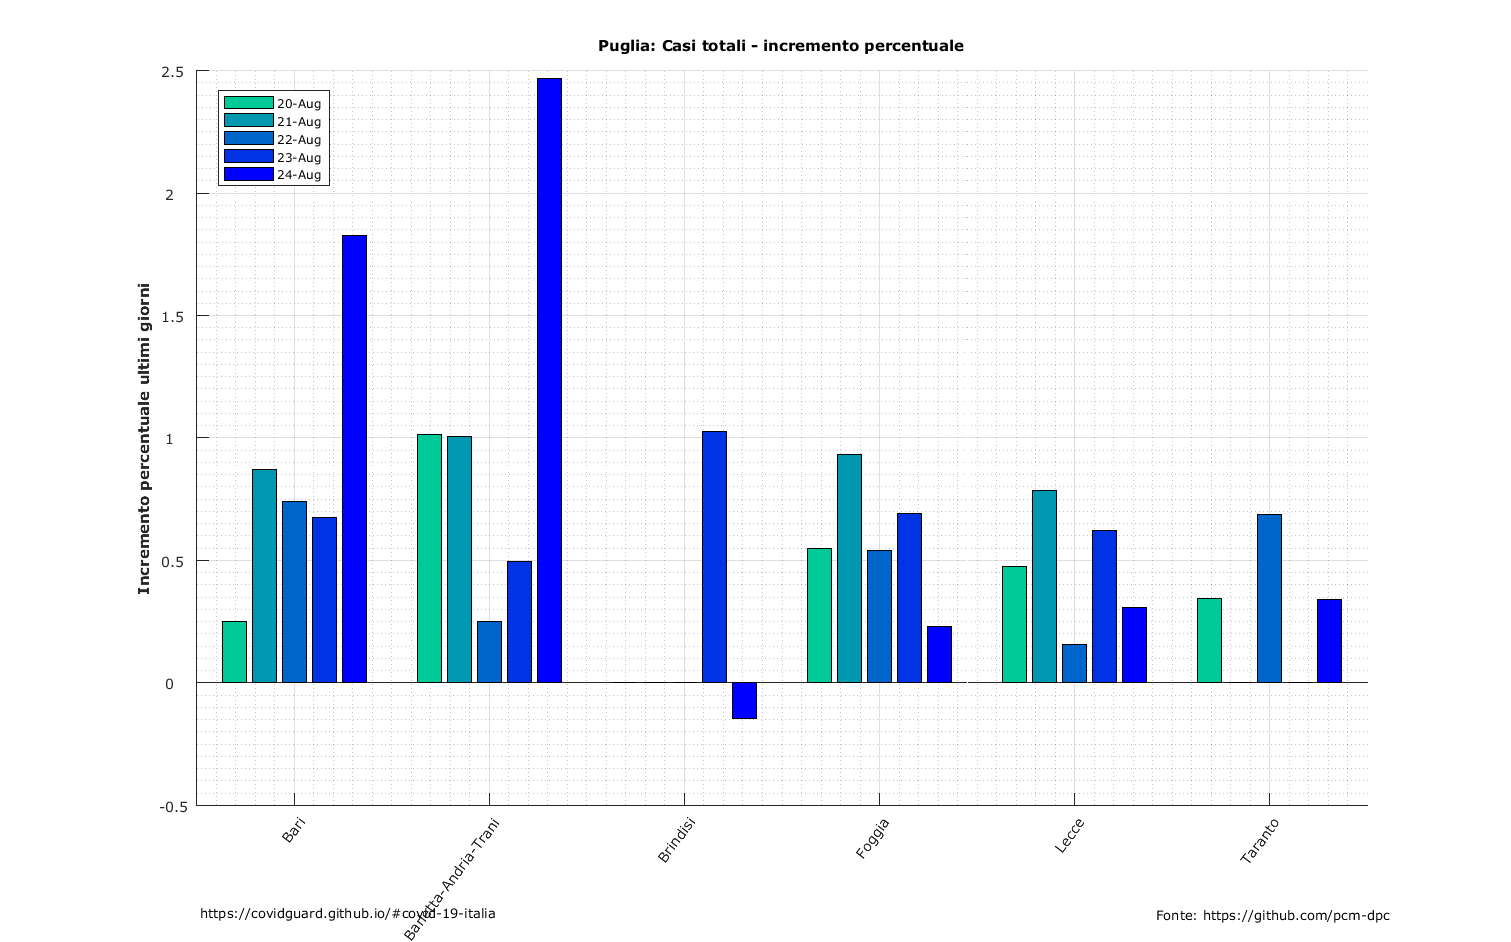 Puglia: Casi totali - incremento percentuale
Incremento percentuale ultimi giorni
2.5
2
1.5
1
0.5
0
-0.5
20-Aug
21-Aug
22-Aug
23-Aug
24-Aug
Bari
Barletta-Andria-Trani
Brindisi
Foggia
Lecce
Taranto
https://covidguard.github.io/#covid-19-italia
Fonte: https://github.com/pcm-dpc